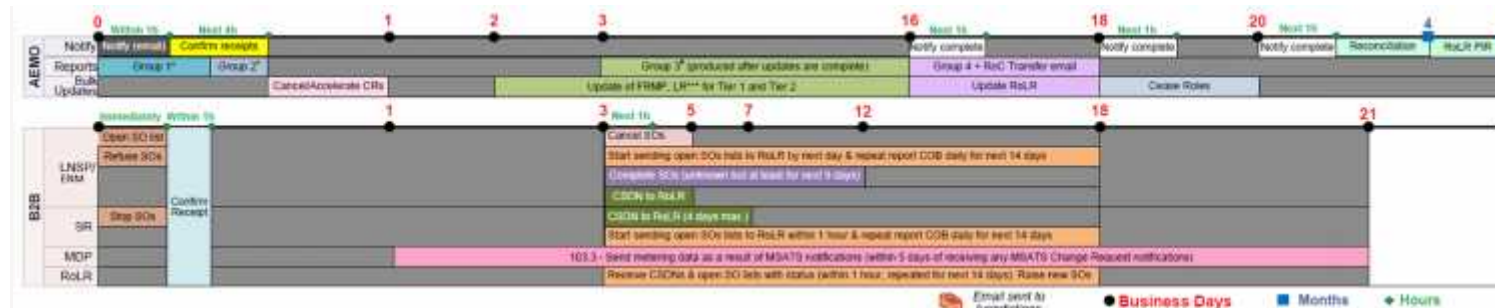 0 1 2 3 16 18 20 4
Within 1h Next 4h Next 1h Next 1h Next 1h
AEMO
Notify Notify (email) Confirm receipts Notify complete Notify complete Notify complete Reconciliation RoLR PIR
Reports Group 1 Group 2 Group 3 (produced after updates are complete) Group 4 + RoC Transfer email
Bulk Updates Cancel/Accelerate CRs Update of FRMP, LR*** for Tier 1 and Tier 2 Update RoLR Cease Roles
Immediately Within 1h 1 3 Next 1h 5 7 12 18 21
B2B
LNSP/
ENM
Open SO list Cancel SOs
Refuse SOs Start sending open SOs lists to RoLR by next day & repeat report COB daily for next 14 days
Complete SOs (unknown list at least for next 9 days)
CSDN to RoLR
Confirm
Receipt
SR Stop SOs CSDN to RoLR (4 days max.)
Start sending open SOs lists to RoLR within 1 hour & repeat report COB daily for next 14 days
MDP 103.3 - Send metering data as a result of MSATS notifications (within 5 days of receiving any MSATS Change Request notifications)
RoLR Receive CSDNs & open SO lists with status (within 1 hour, repeated for next 14 days). Raise new SOs
Email sent to
Business Days Months Hours